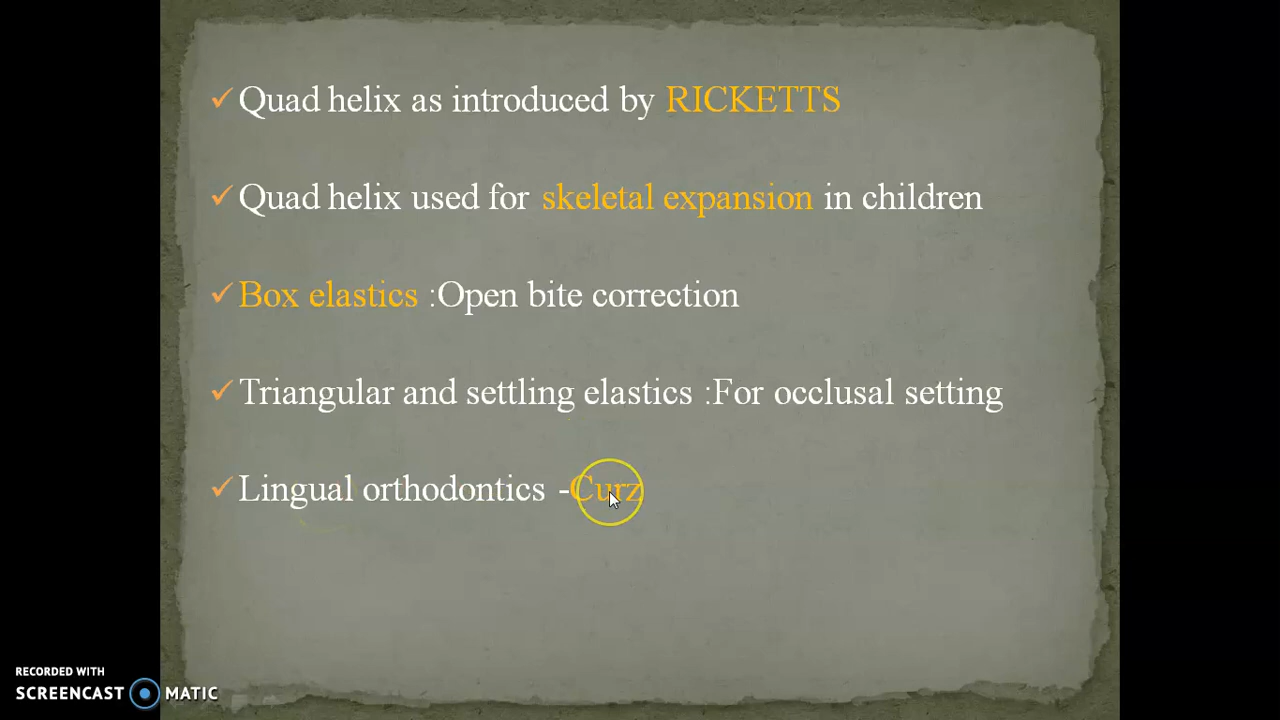 Quad helix as introduced by RICKETTS
Quad helix used for skeletal expansion in children
Box elastics :Open bite correction
Triangular and settling elastics :For occlusal setting
Lingual orthodontics -Curz
RECORDED WITH
SCREENCAST MATIC